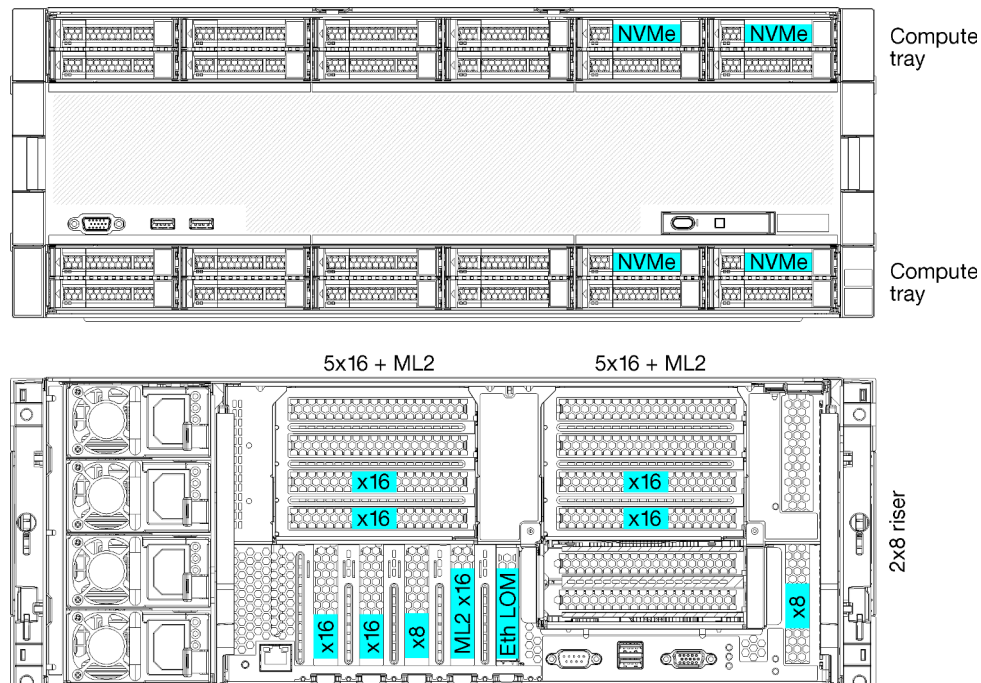 NVMe NVMe
Compute
tray
NVMe NVMe
Compute
tray
5x16 + ML2 5x16 + ML2
x16 x16
x16 x16
2x8 riser
x16 x16 x8 ML2 x16 Eth LOM x8